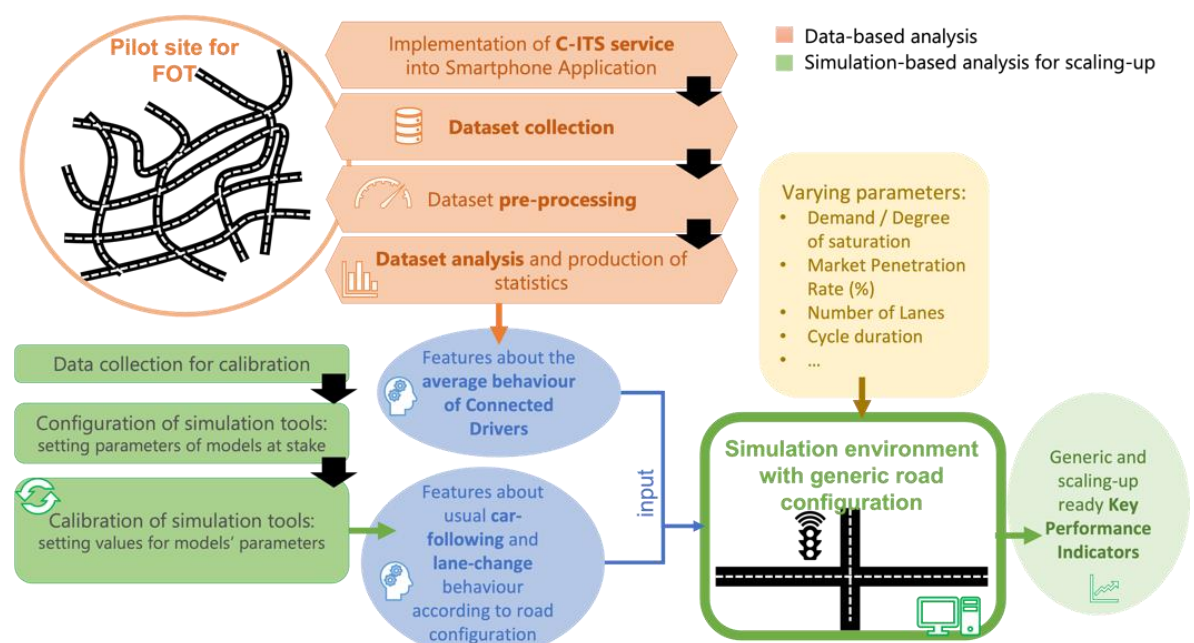 Pilot site for
FOT
Implementation of C-ITS service
into Smartphone Application
Dataset collection
Dataset pre-processing
Dataset analysis and production of
statistics
Data-based analysis
Simulation-based analysis for scaling-up
Varying parameters:
• Demand / Degree
of saturation
• Market Penetration
Rate (%)
• Number of Lanes
• Cycle duration
• ...
Data collection for calibration
Configuration of simulation tools:
setting parameters of models at stake
Calibration of simulation tools:
setting values for models' parameters
Features about the
average behaviour
of Connected
Drivers
Features about
usual car-
following and
lane-change
behaviour
according to road
configuration
input
Simulation environment
with generic road
configuration
Generic and
scaling-up
ready Key
Performance
Indicators